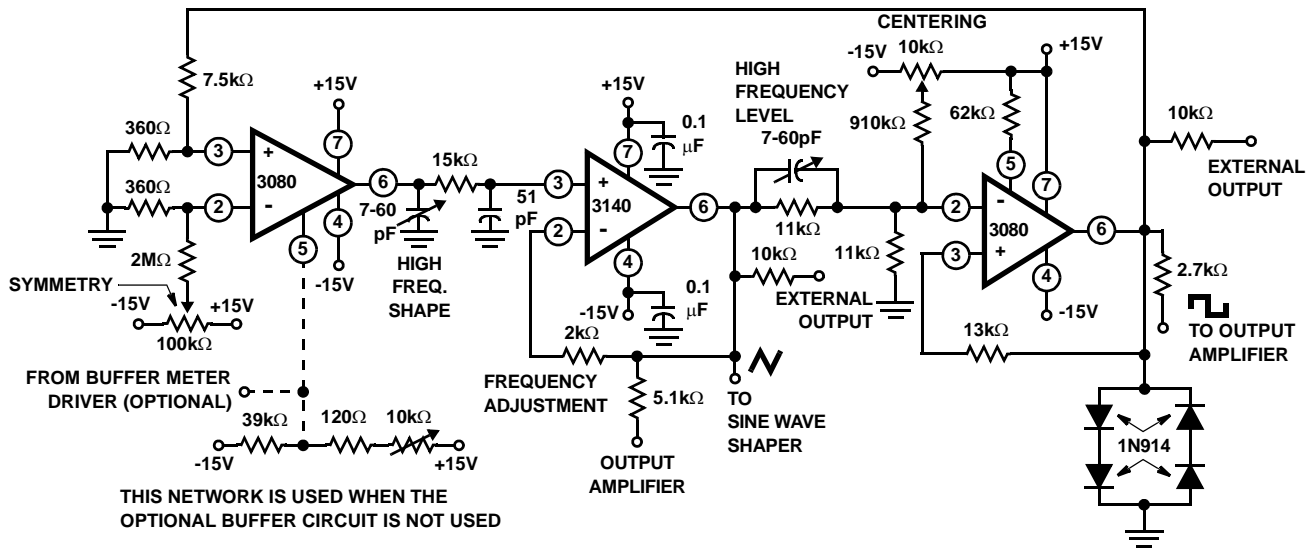 CENTERING
-15V
10kΩ
+15V
7.5kΩ
+15V
+15V
0.1
µF
HIGH
FREQUENCY
LEVEL
7-60pF
910kΩ
62kΩ
10kΩ
EXTERNAL
OUTPUT
360Ω
3
+
3080
7
6
15kΩ
51
pF
3
+
3140
7
6
11kΩ
5
7
2
-
3080
6
360Ω
2
-
4
5
-15V
7-60
pF
HIGH
FREQ.
SHAPE
2
-
4
-15V
0.1
µF
10kΩ
EXTERNAL
OUTPUT
11kΩ
3
+
4
-15V
2.7kΩ
TO OUTPUT
AMPLIFIER
2MΩ
SYMMETRY
-15V
+15V
100kΩ
2kΩ
FREQUENCY
ADJUSTMENT
5.1kΩ
TO
SINE WAVE
SHAPER
13kΩ
FROM BUFFER METER
DRIVER (OPTIONAL)
39kΩ
120Ω
10kΩ
-15V
+15V
OUTPUT
AMPLIFIER
1N914
THIS NETWORK IS USED WHEN THE
OPTIONAL BUFFER CIRCUIT IS NOT USED